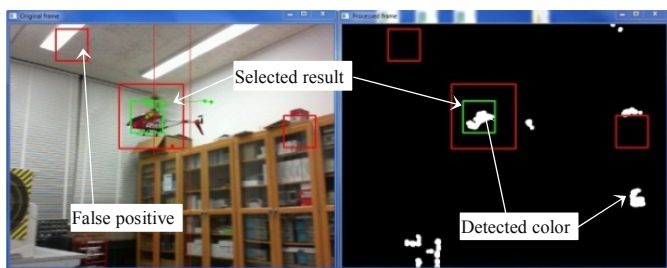 Original frame
Processed frame
Selected result
False positive
Detected color